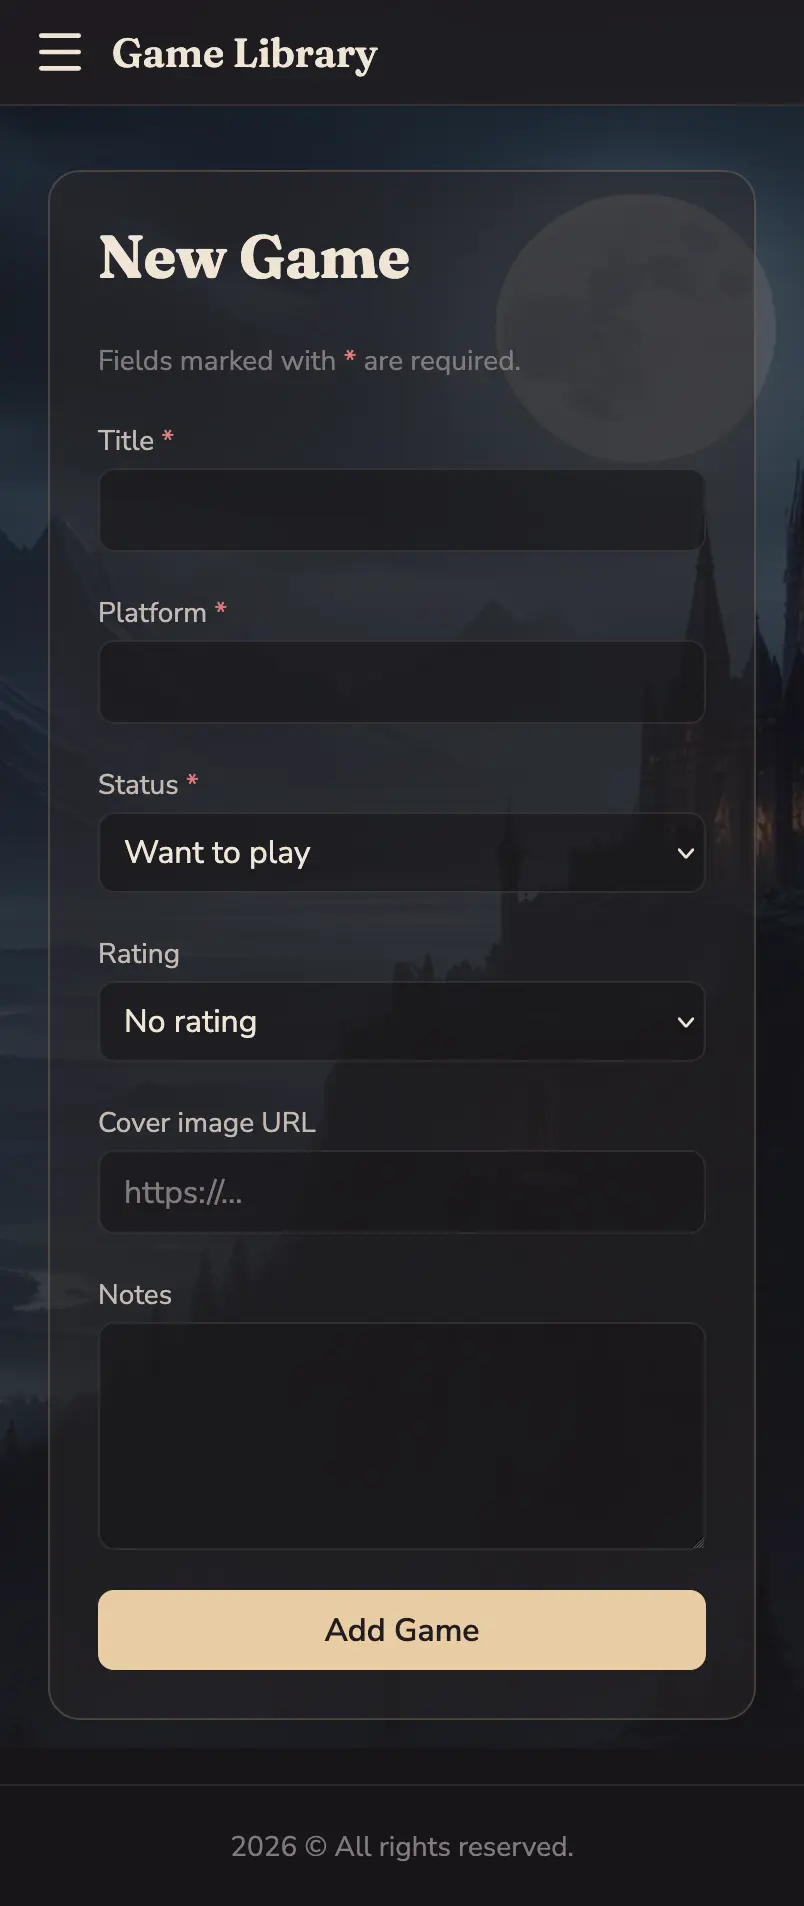 Game Library
New Game
Fields marked with * are required.
Title *
Platform *
Status *
Want to play
Rating
No rating
Cover image URL
https://...
Notes
Add Game
2026 © All rights reserved.